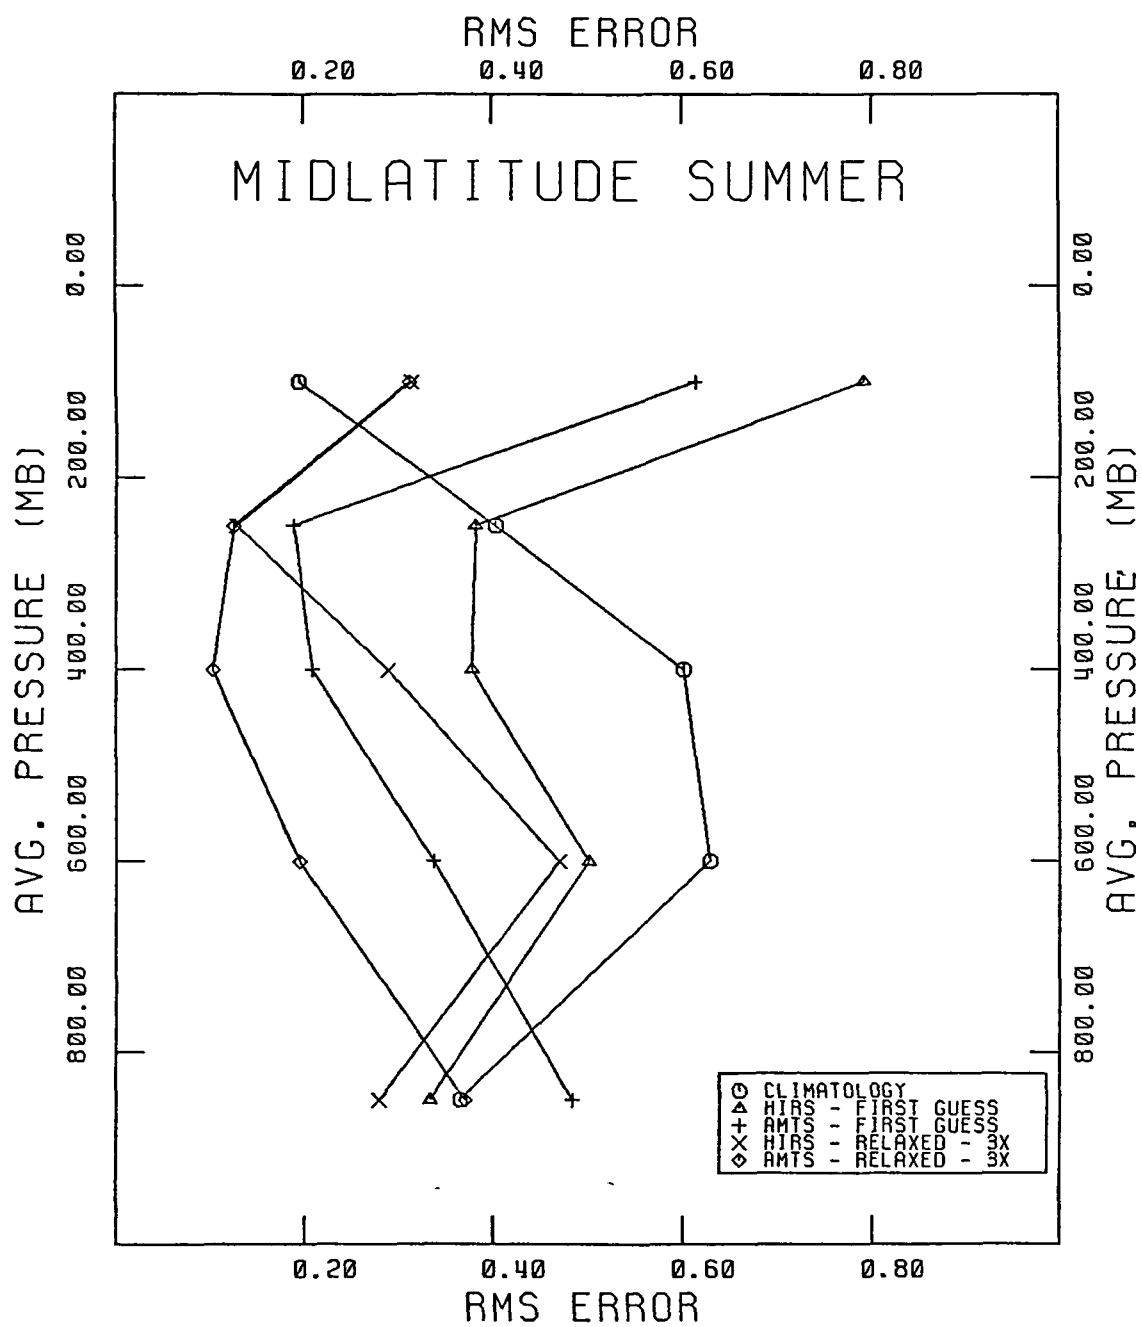 RMS ERROR
0.20 0.40 0.60 0.80
MIDLATITUDE SUMMER
AVG. PRESSURE (MB)
0.00
200.00
400.00
600.00
800.00
AVG. PRESSURE (MB)
0.00
200.00
400.00
600.00
800.00
CLIMATOLOGY
HIRS - FIRST GUESS
AMTS - FIRST GUESS
HIRS - RELAXED - 3X
AMTS - RELAXED - 3X
0.20 0.40 0.60 0.80
RMS ERROR